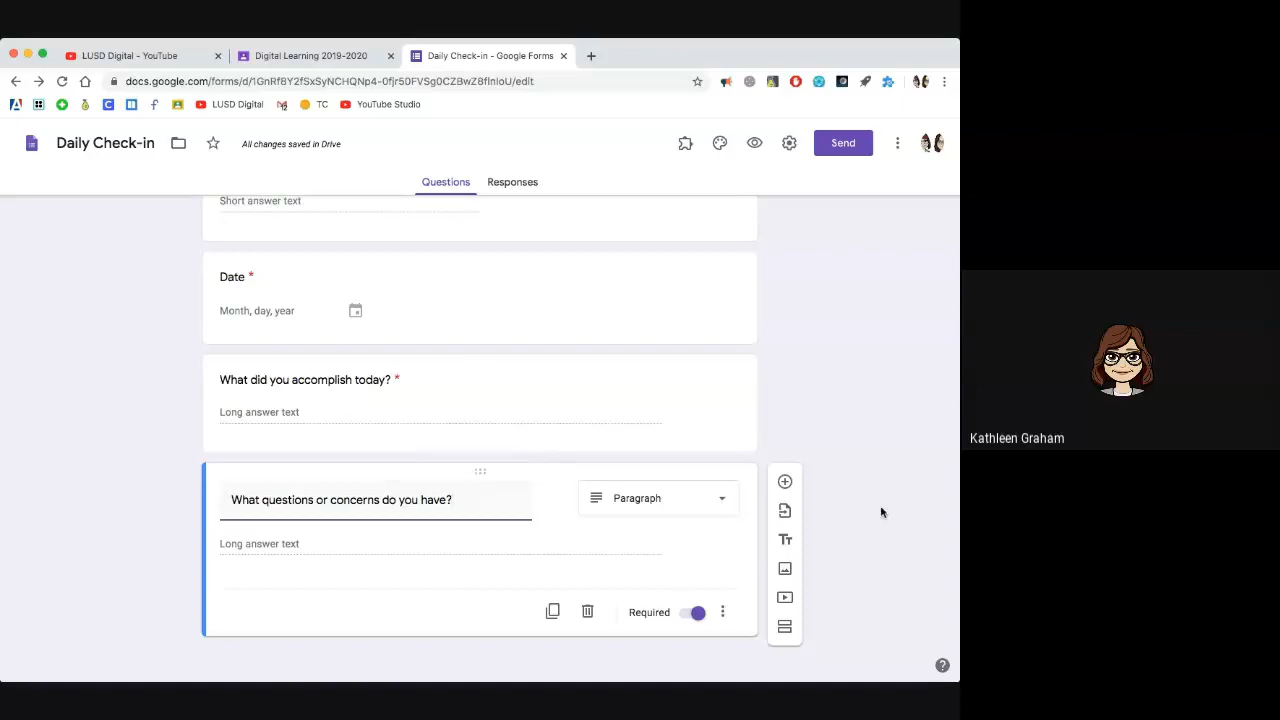 LUSD Digital - YouTube
Digital Learning 2019-2020
Daily Check-in - Google Forms
docs.google.com/forms/d/1GnRf8Y2fSxSyNCHQNp4-0fjr50FVSg0CZBwZ8flnIoU/edit
LUSD Digital
TC
YouTube Studio
Daily Check-in
All changes saved in Drive
Send
Questions
Responses
Short answer text
Date *
Month, day, year
What did you accomplish today? *
Long answer text
What questions or concerns do you have?
Paragraph
Long answer text
Required
Kathleen Graham